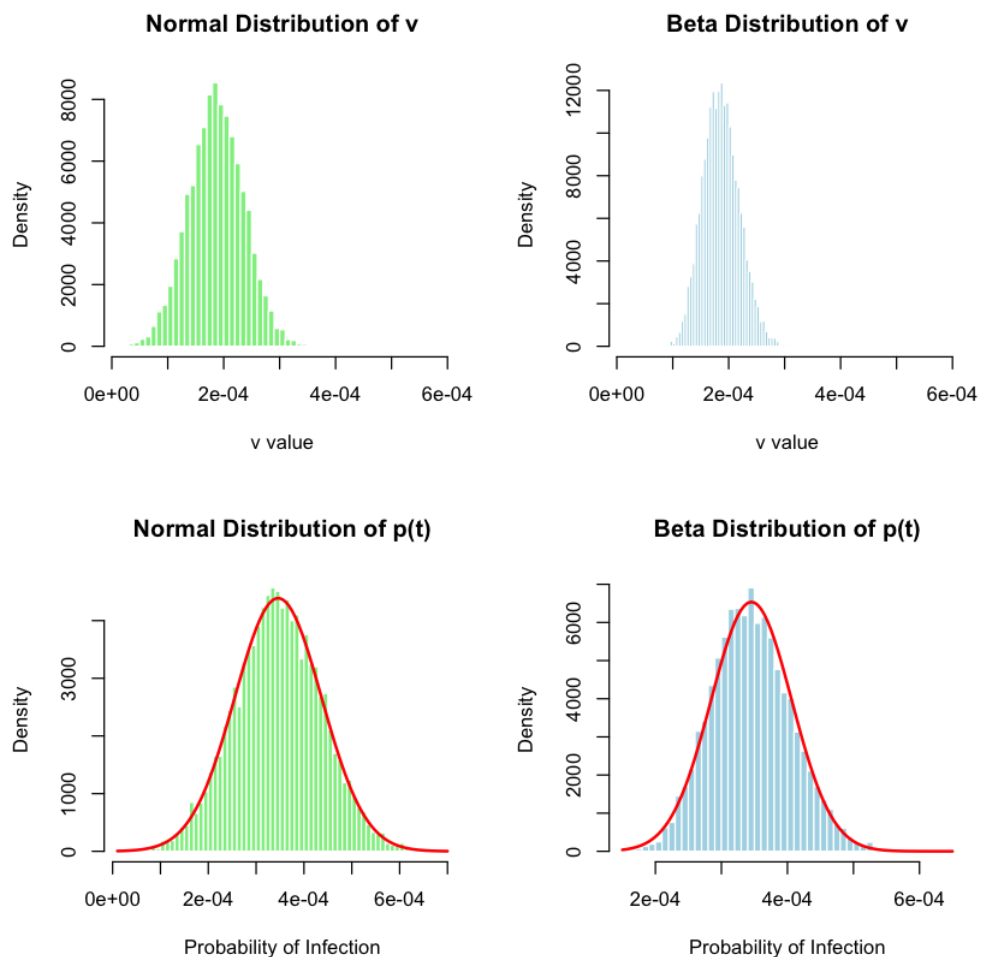 Normal Distribution of v
Density
0
2000
4000
6000
8000
0e+00 2e-04 4e-04 6e-04
v value
Beta Distribution of v
Density
0
4000
8000
12000
0e+00 2e-04 4e-04 6e-04
v value
Normal Distribution of p(t)
Density
0
1000
3000
0e+00 2e-04 4e-04 6e-04
Probability of Infection
Beta Distribution of p(t)
Density
0
2000
4000
6000
2e-04 4e-04 6e-04
Probability of Infection